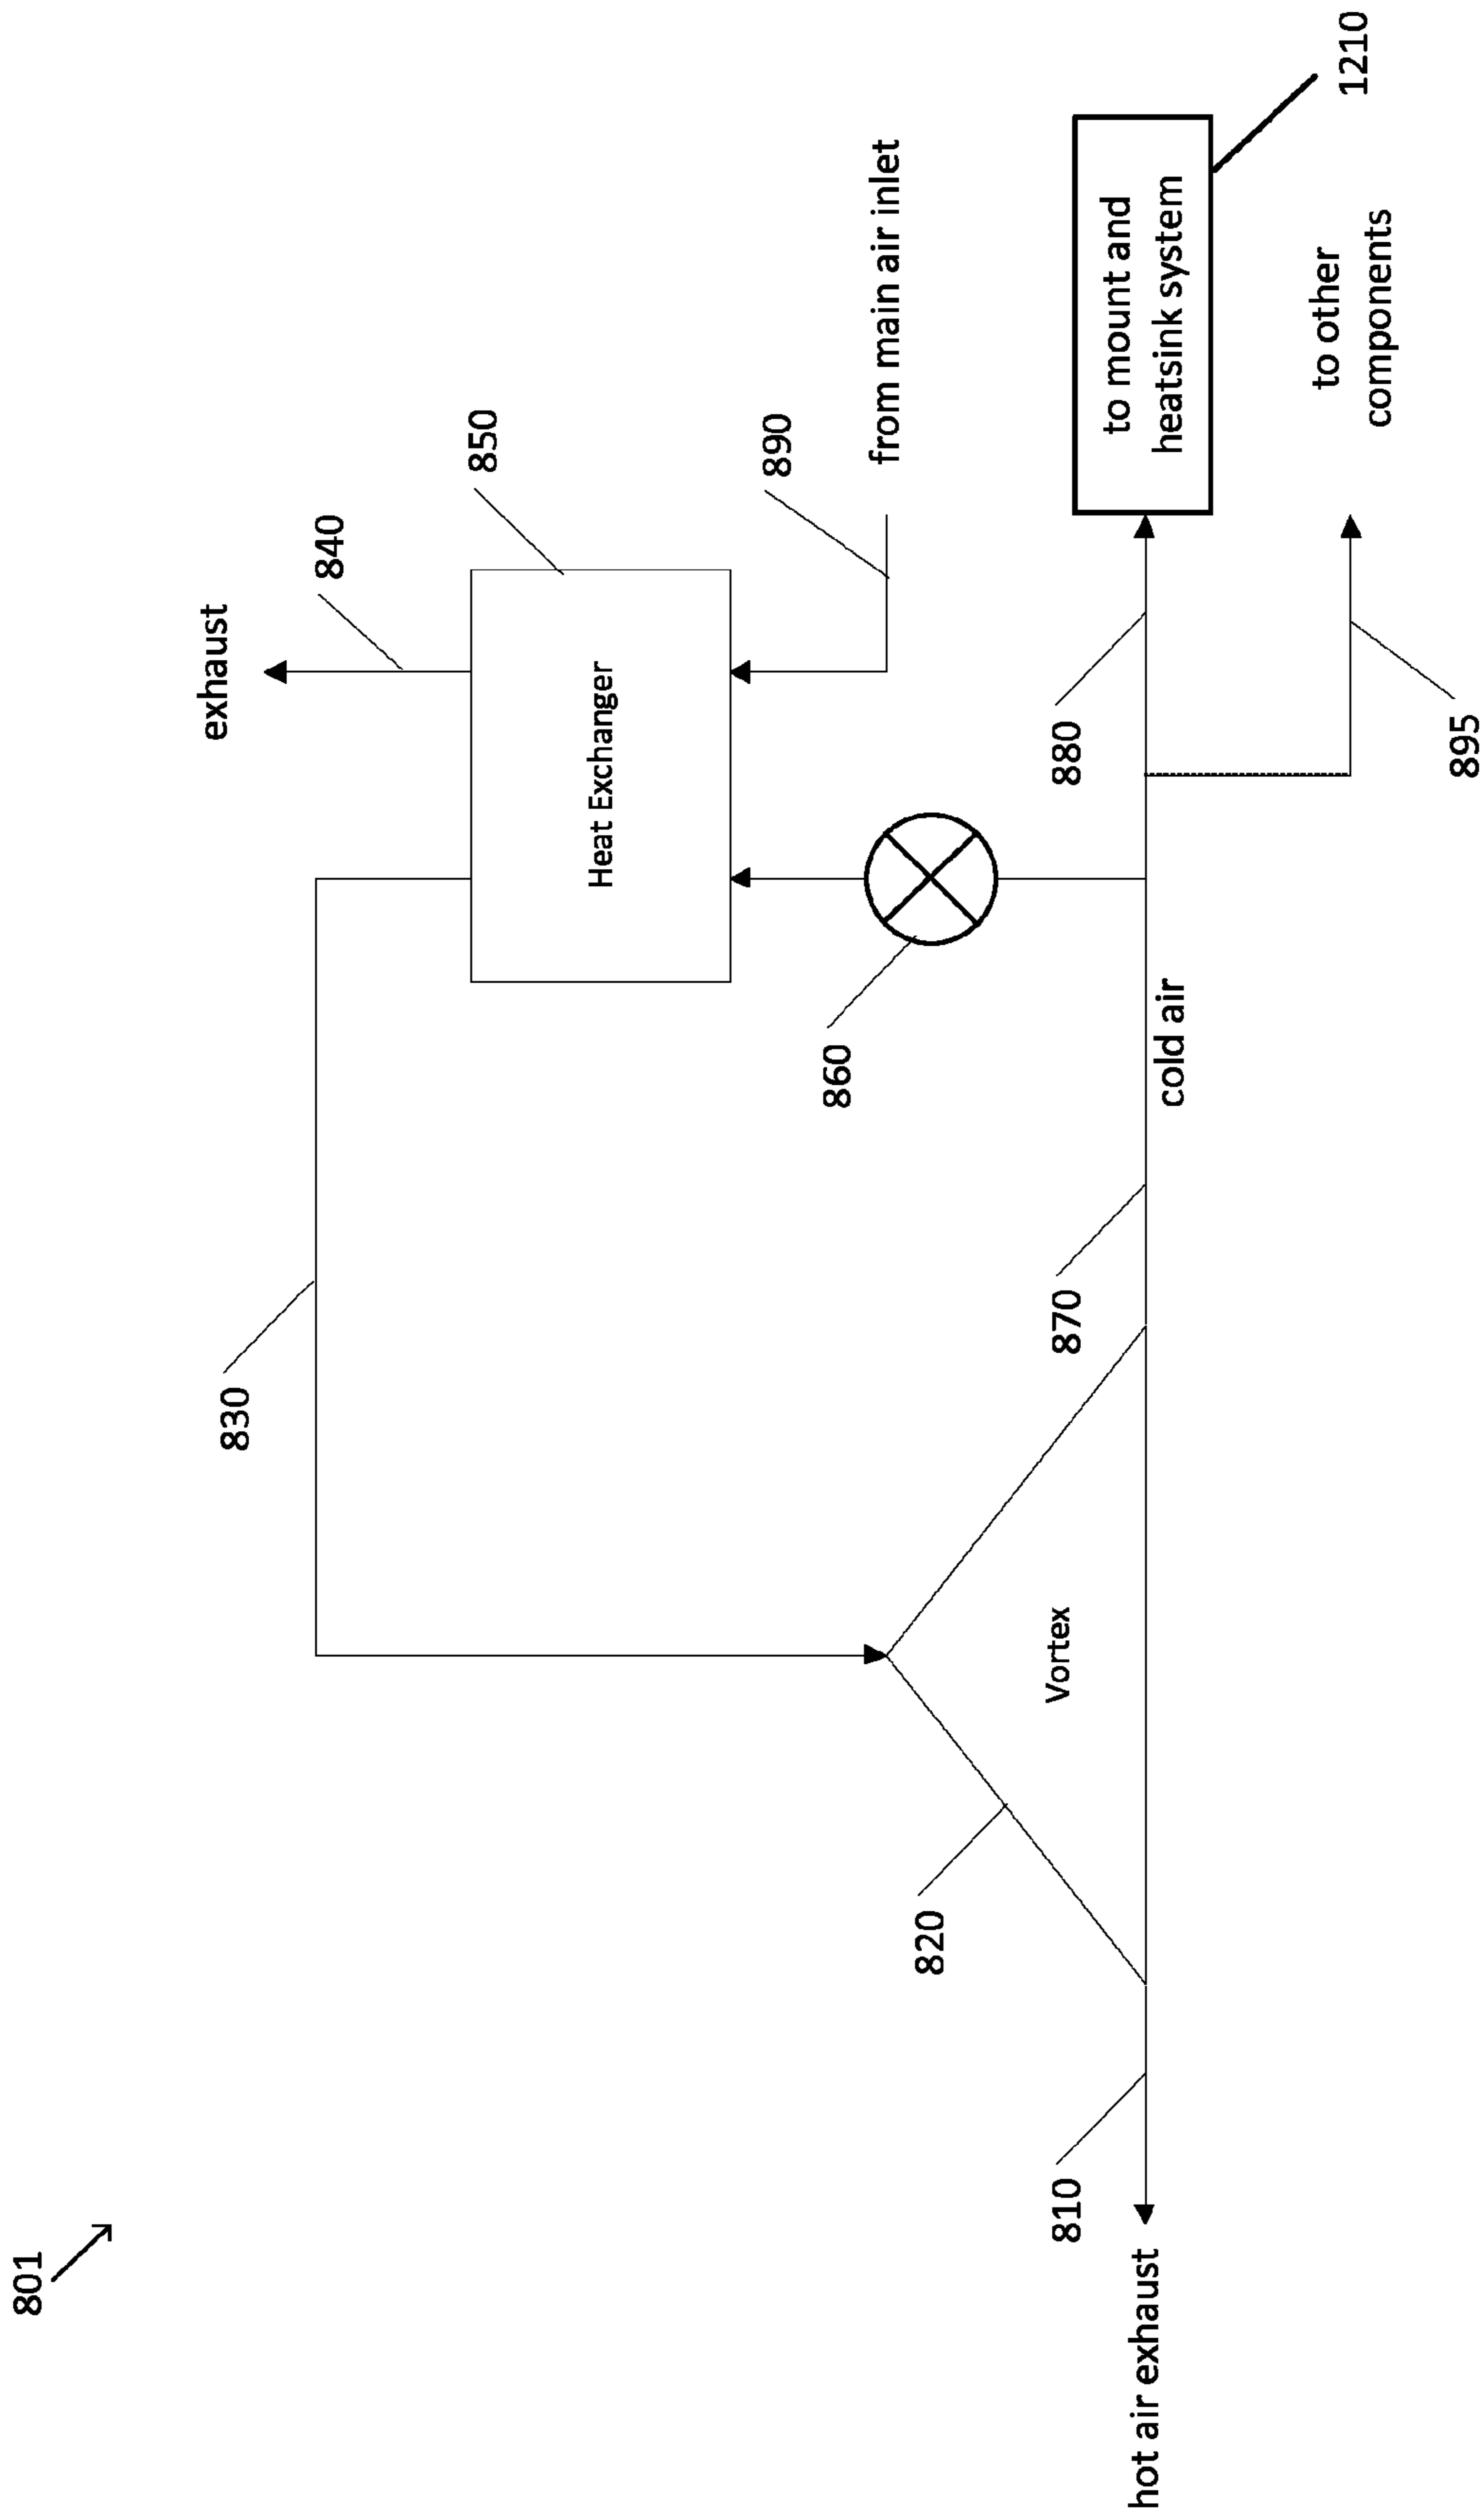 801
exhaust
840
850
Heat Exchanger
830
890
from main air inlet
860
820
Vortex
870
cold air
880
810
hot air exhaust
to mount and
heatsink system
1210
to other
components
895